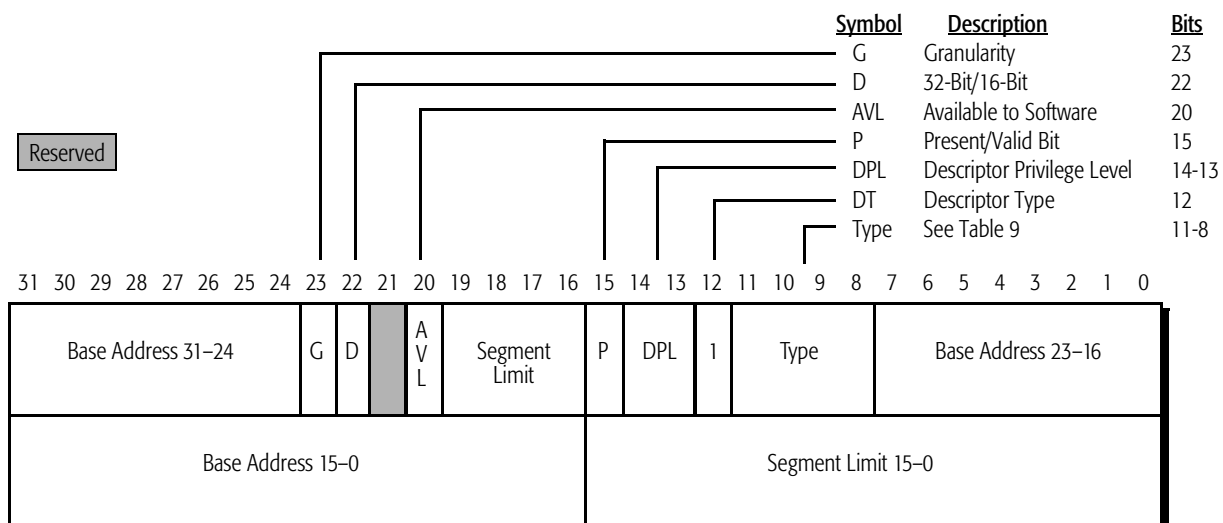 Symbol Description Bits
G Granularity 23
D 32-Bit/16-Bit 22
AVL Available to Software 20
P Present/Valid Bit 15
DPL Descriptor Privilege Level 14-13
DT Descriptor Type 12
Type See Table 9 11-8
Reserved
31 30 29 28 27 26 25 24 23 22 21 20 19 18 17 16 15 14 13 12 11 10 9 8 7 6 5 4 3 2 1 0
Base Address 31–24
G
D
A
V
L
Segment
Limit
P
DPL
1
Type
Base Address 23–16
Base Address 15–0
Segment Limit 15–0